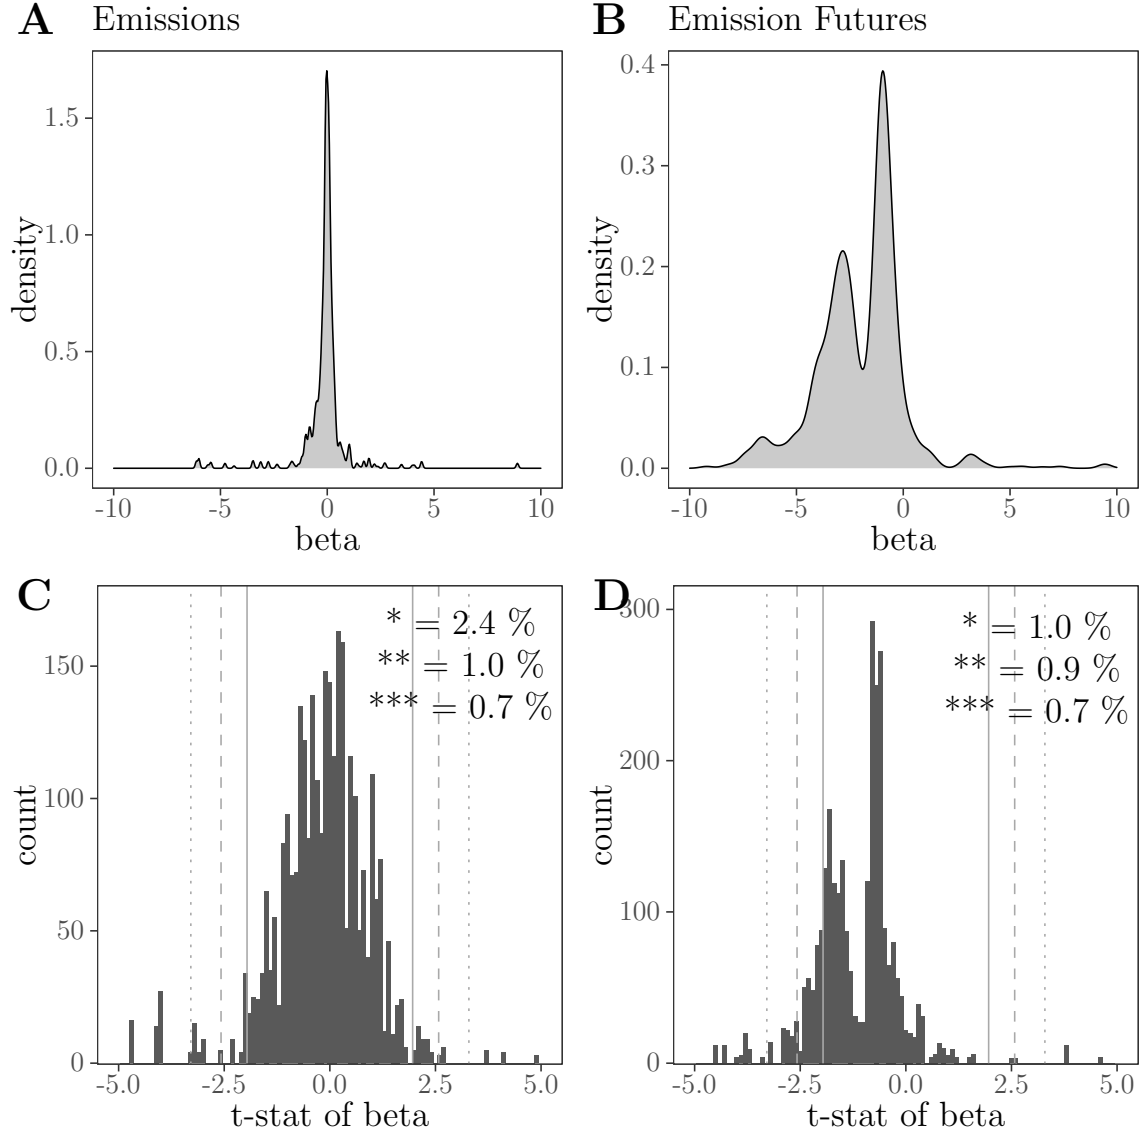 A Emissions
1.5
1.0
0.5
0.0
density
-10 -5 0 5 10
beta
B Emission Futures
0.4
0.3
0.2
0.1
0.0
density
-10 -5 0 5 10
beta
C
* = 2.4 %
** = 1.0 %
*** = 0.7 %
150
100
50
0
count
-5.0 -2.5 0.0 2.5 5.0
t-stat of beta
D
* = 1.0 %
** = 0.9 %
*** = 0.7 %
300
200
100
0
count
-5.0 -2.5 0.0 2.5 5.0
t-stat of beta